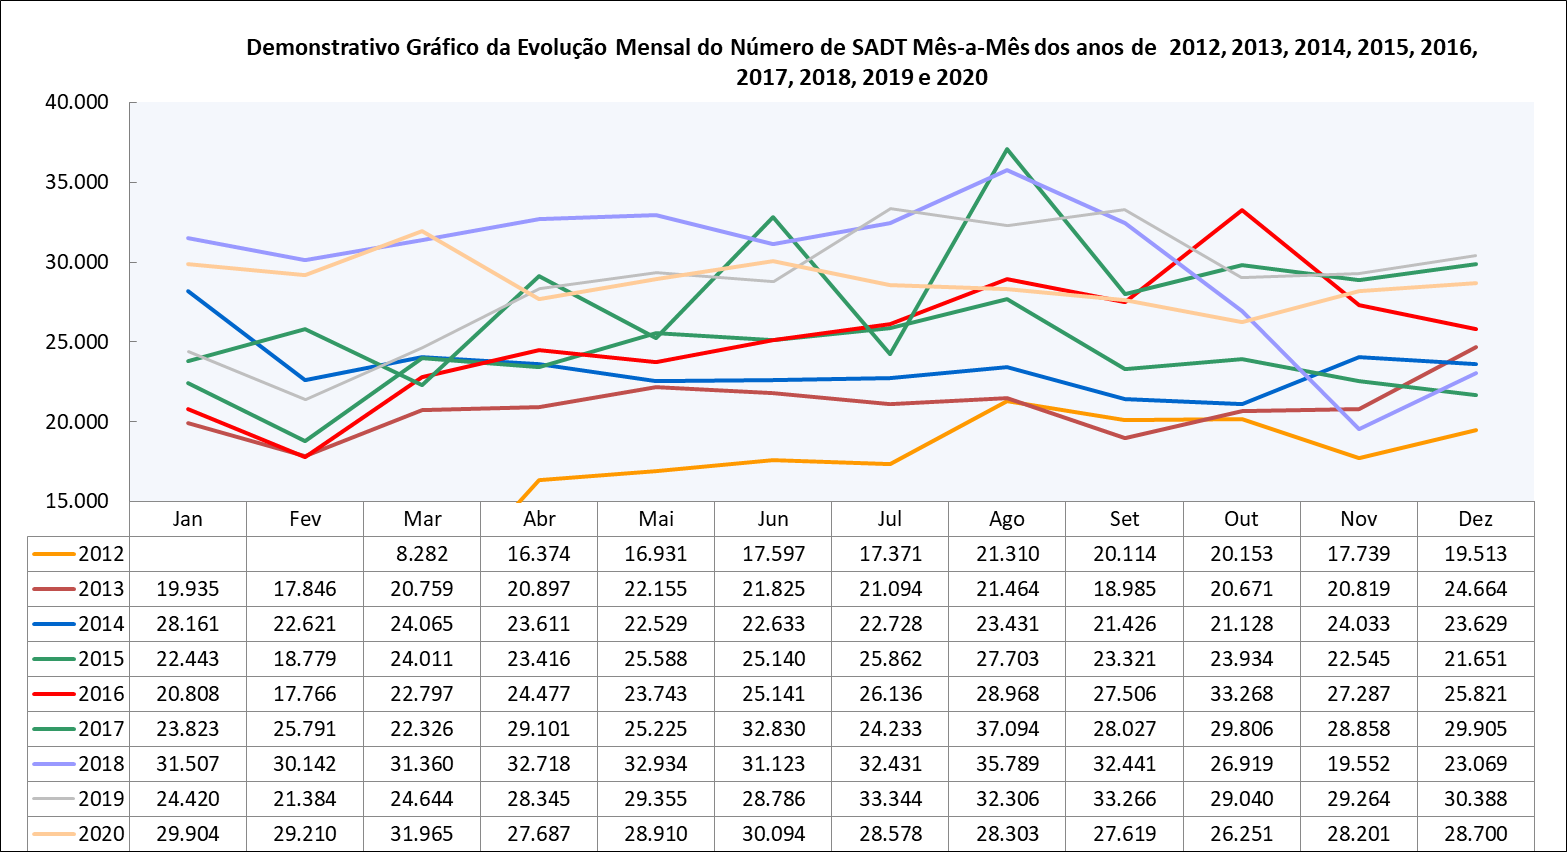 Demonstrativo Gráfico da Evolução Mensal do Número de SADT Mês-a-Mês dos anos de 2012, 2013, 2014, 2015, 2016,
2017, 2018, 2019 e 2020
40.000
35.000
30.000
25.000
20.000
15.000
Jan Fev Mar Abr Mai Jun Jul Ago Set Out Nov Dez
2012 8.282 16.374 16.931 17.597 17.371 21.310 20.114 20.153 17.739 19.513
2013 19.935 17.846 20.759 20.897 22.155 21.825 21.094 21.464 18.985 20.671 20.819 24.664
2014 28.161 22.621 24.065 23.611 22.529 22.633 22.728 23.431 21.426 21.128 24.033 23.629
2015 22.443 18.779 24.011 23.416 25.588 25.140 25.862 27.703 23.321 23.934 22.545 21.651
2016 20.808 17.766 22.797 24.477 23.743 25.141 26.136 28.968 27.506 33.268 27.287 25.821
2017 23.823 25.791 22.326 29.101 25.225 32.830 24.233 37.094 28.027 29.806 28.858 29.905
2018 31.507 30.142 31.360 32.718 32.934 31.123 32.431 35.789 32.441 26.919 19.552 23.069
2019 24.420 21.384 24.644 28.345 29.355 28.786 33.344 32.306 33.266 29.040 29.264 30.388
2020 29.904 29.210 31.965 27.687 28.910 30.094 28.578 28.303 27.619 26.251 28.201 28.700